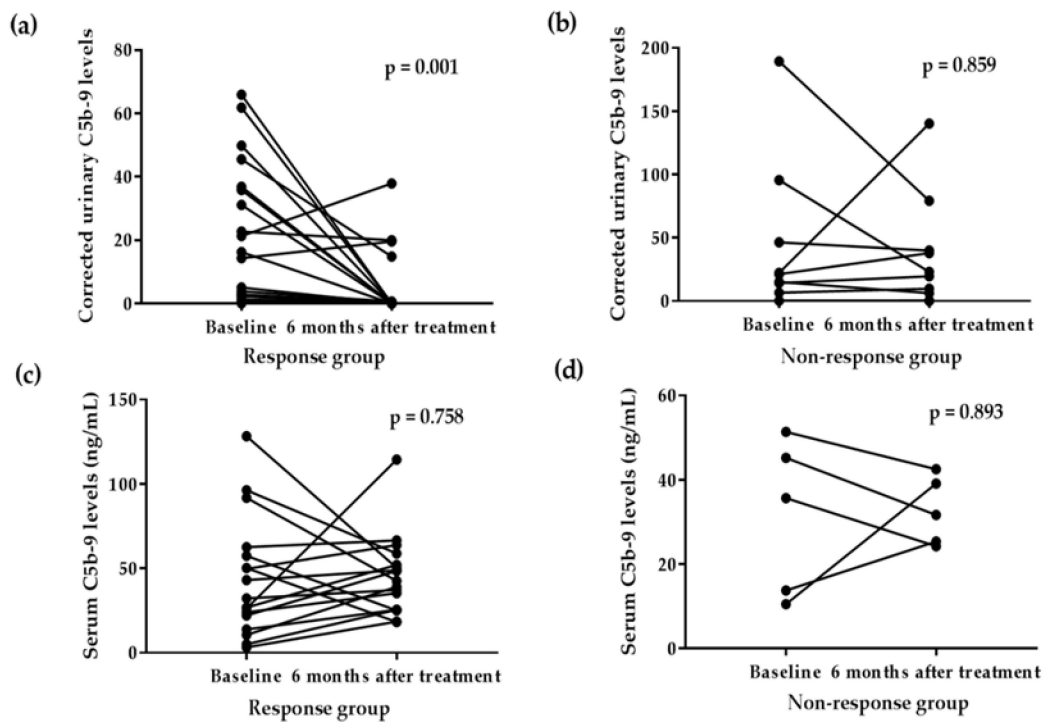 (a)
Corrected urinary C5b-9 levels
80
60
40
20
0
p = 0.001
Baseline 6 months after treatment
Response group
(b)
Corrected urinary C5b-9 levels
200
150
100
50
0
p = 0.859
Baseline 6 months after treatment
Non-response group
(c)
Serum C5b-9 levels (ng/mL)
150
100
50
0
p = 0.758
Baseline 6 months after treatment
Response group
(d)
Serum C5b-9 levels (ng/mL)
60
40
20
0
p = 0.893
Baseline 6 months after treatment
Non-response group